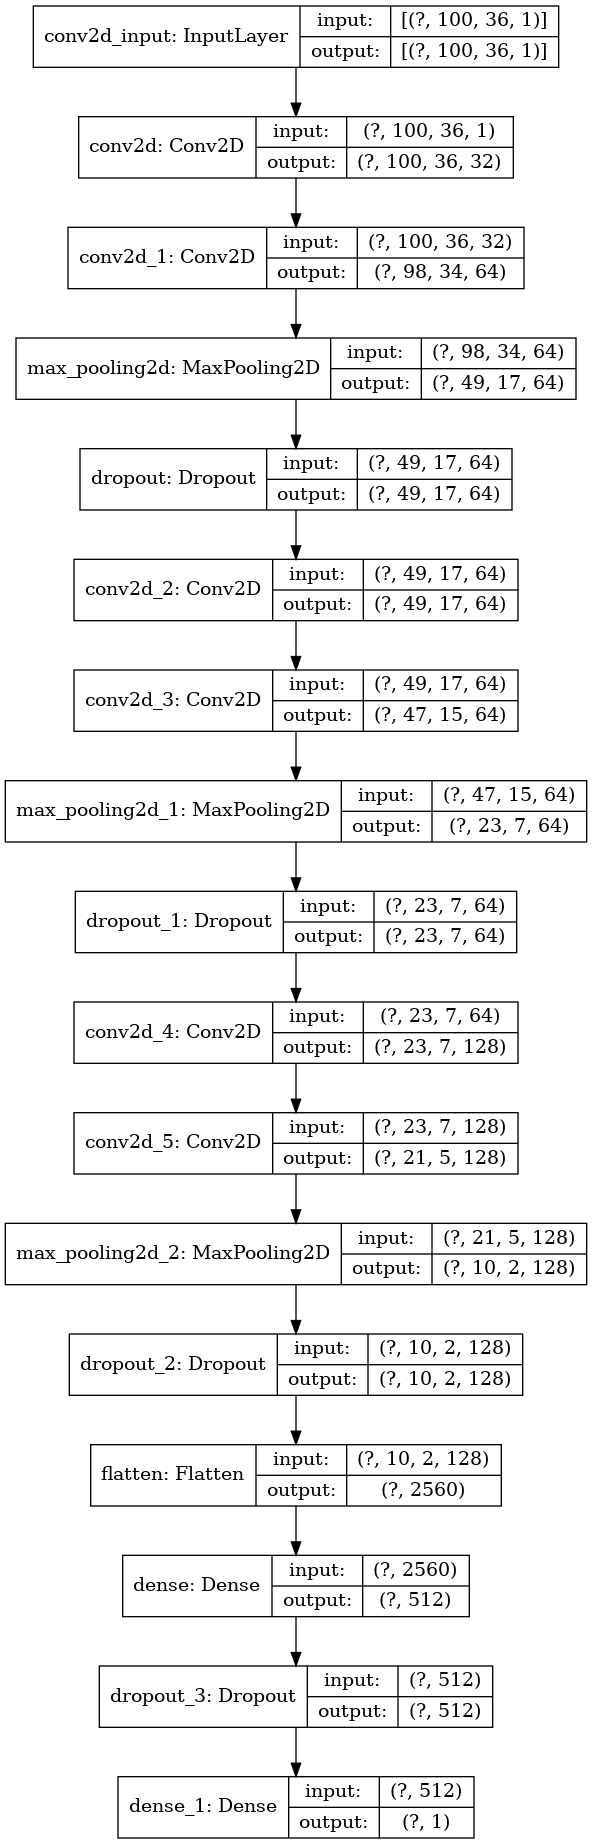 conv2d_input: InputLayer
input: [(?, 100, 36, 1)]
output: [(?, 100, 36, 1)]
conv2d: Conv2D
input: (?, 100, 36, 1)
output: (?, 100, 36, 32)
conv2d_1: Conv2D
input: (?, 100, 36, 32)
output: (?, 98, 34, 64)
max_pooling2d: MaxPooling2D
input: (?, 98, 34, 64)
output: (?, 49, 17, 64)
dropout: Dropout
input: (?, 49, 17, 64)
output: (?, 49, 17, 64)
conv2d_2: Conv2D
input: (?, 49, 17, 64)
output: (?, 49, 17, 64)
conv2d_3: Conv2D
input: (?, 49, 17, 64)
output: (?, 47, 15, 64)
max_pooling2d_1: MaxPooling2D
input: (?, 47, 15, 64)
output: (?, 23, 7, 64)
dropout_1: Dropout
input: (?, 23, 7, 64)
output: (?, 23, 7, 64)
conv2d_4: Conv2D
input: (?, 23, 7, 64)
output: (?, 23, 7, 128)
conv2d_5: Conv2D
input: (?, 23, 7, 128)
output: (?, 21, 5, 128)
max_pooling2d_2: MaxPooling2D
input: (?, 21, 5, 128)
output: (?, 10, 2, 128)
dropout_2: Dropout
input: (?, 10, 2, 128)
output: (?, 10, 2, 128)
flatten: Flatten
input: (?, 10, 2, 128)
output: (?, 2560)
dense: Dense
input: (?, 2560)
output: (?, 512)
dropout_3: Dropout
input: (?, 512)
output: (?, 512)
dense_1: Dense
input: (?, 512)
output: (?, 1)